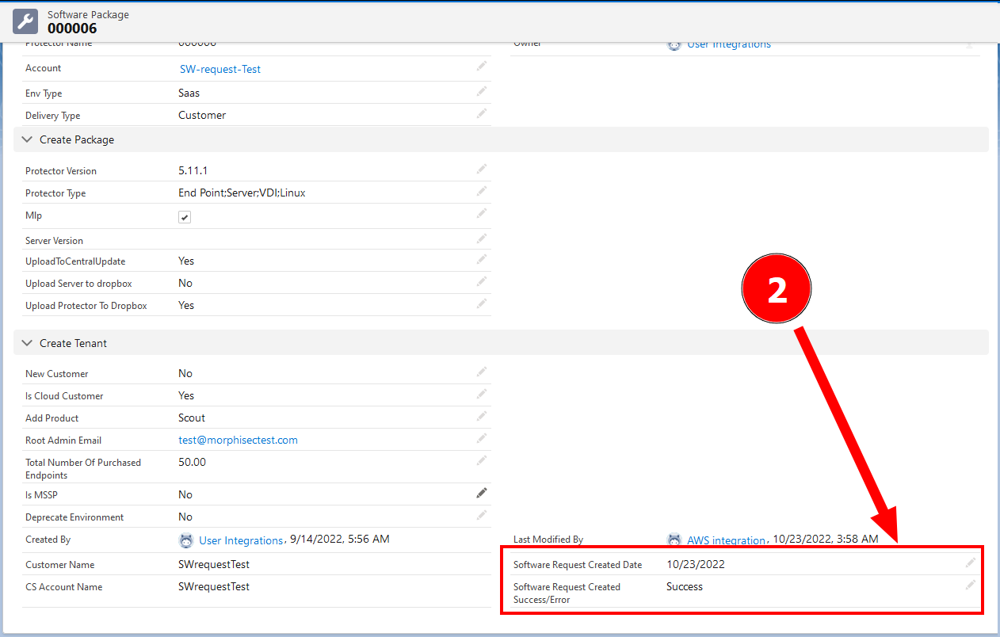 Software Package
000006
Protector Name 000006 Owner User Integrations
Account SW-request-Test
Env Type Saas
Delivery Type Customer
Create Package
Protector Version 5.11.1
Protector Type End Point;Server;VDI;Linux
Mlp
Server Version
UploadToCentralUpdate Yes
Upload Server to dropbox No
Upload Protector To Dropbox Yes
2
Create Tenant
New Customer No
Is Cloud Customer Yes
Add Product Scout
Root Admin Email test@morphisectest.com
Total Number Of Purchased 50.00
Endpoints
Is MSSP No
Deprecate Environment No
Created By User Integrations, 9/14/2022, 5:56 AM Last Modified By AWS integration, 10/23/2022, 3:58 AM
Customer Name SWrequestTest Software Request Created Date 10/23/2022
CS Account Name SWrequestTest Software Request Created Success
Success/Error